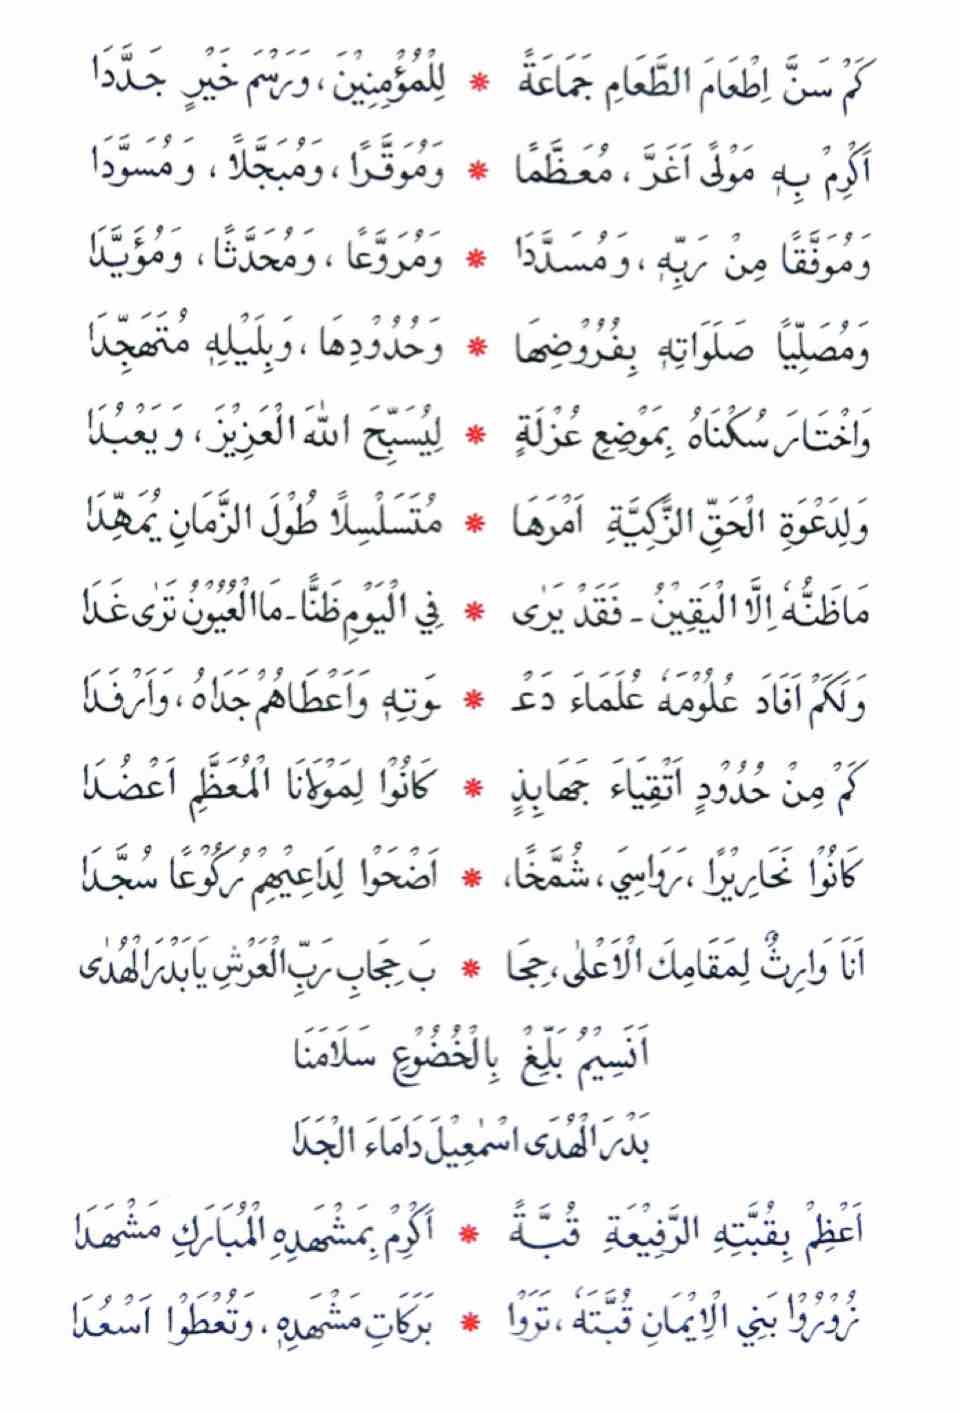 كَمْ سَنَّ اِطْعَامَ الطَّعَامِ جَمَاعَةً * لِلْمُؤْمِنِيْنَ، وَرَسْمَ خَيْرٍ جَدَّدَا
اَكْرِمْ بِهٖ مَوْلًى اَغَرَّ، مُعَظَّمًا * وَمُوَقَّرًا، وَمُبَجَّلًا، وَمُسَوَّدَا
وَمُوَفَّقًا مِنْ رَبِّهٖ، وَمُسَدَّدَا * وَمُرَوَّعًا، وَمُحَدَّثًا، وَمُؤَيَّدَا
وَمُصَلِّيًا صَلَوَاتِهٖ بِفُرُوْضِهَا * وَحُدُوْدِهَا، وَبِلَيْلِهٖ مُتَهَجِّدَا
وَاخْتَارَ سُكْنَاهُ بِمَوْضِعِ عُزْلَةٍ * لِيُسَبِّحَ اللهَ الْعَزِيْزَ، وَيَعْبُدَا
وَلِدَعْوَةِ الْحَقِّ الزَّكِيَّةِ اَمْرَهَا * مُتَسَلْسِلًا طُوْلَ الزَّمَانِ يُمَهِّدَا
مَاظَنُّهٗ اِلَّا الْيَقِيْنُ ـ فَقَدْ يَرٰى * فِي الْيَوْمِ ظَنًّا ـ مَا الْعُيُوْنُ تَرٰى غَدَا
وَلَكَمْ اَفَادَ عُلُوْمَهٗ عُلَمَاءَ دَعْـ * ـوَتِهٖ وَاَعْطَاهُمْ جَدَاهُ، وَاَرْفَدَا
كَمْ مِنْ حُدُوْدٍ اَتْقِيَاءَ جَهَابِذٍ * كَانُوْا لِمَوْلَانَا الْمُعَظَّمِ اَعْضُدَا
كَانُوْا نَحَارِيْرًا، رَوَاسِيَ، شُمَّخًا، * اَضْحَوْا لِدَاعِيْهِمْ رُكُوْعًا سُجَّدَا
اَنَا وَارِثٌ لِمَقَامِكَ الْاَعْلٰى، حِجَا * بَ حِجَابِ رَبِّ الْعَرْشِ يَابَدْرَ الْهُدٰى
اَنَسِيْمُ بَلِّغْ بِالْخُضُوْعِ سَلَامَنَا
بَدْرَ الْهُدَى اسْمٰعِيْلَ دَامَاءَ الْجَدَا
اَعْظِمْ بِقُبَّتِهِ الرَّفِيْعَةِ قُبَّةً * اَكْرِمْ بِمَشْهَدِهِ الْمُبَارَكِ مَشْهَدَا
زُوْرُوْا بَنِي الْاِيْمَانِ قُبَّتَهٗ، تَرَوْا * بَرَكَاتِ مَشْهَدِهٖ، وَتُعْطَوْا اَسْعُدَا